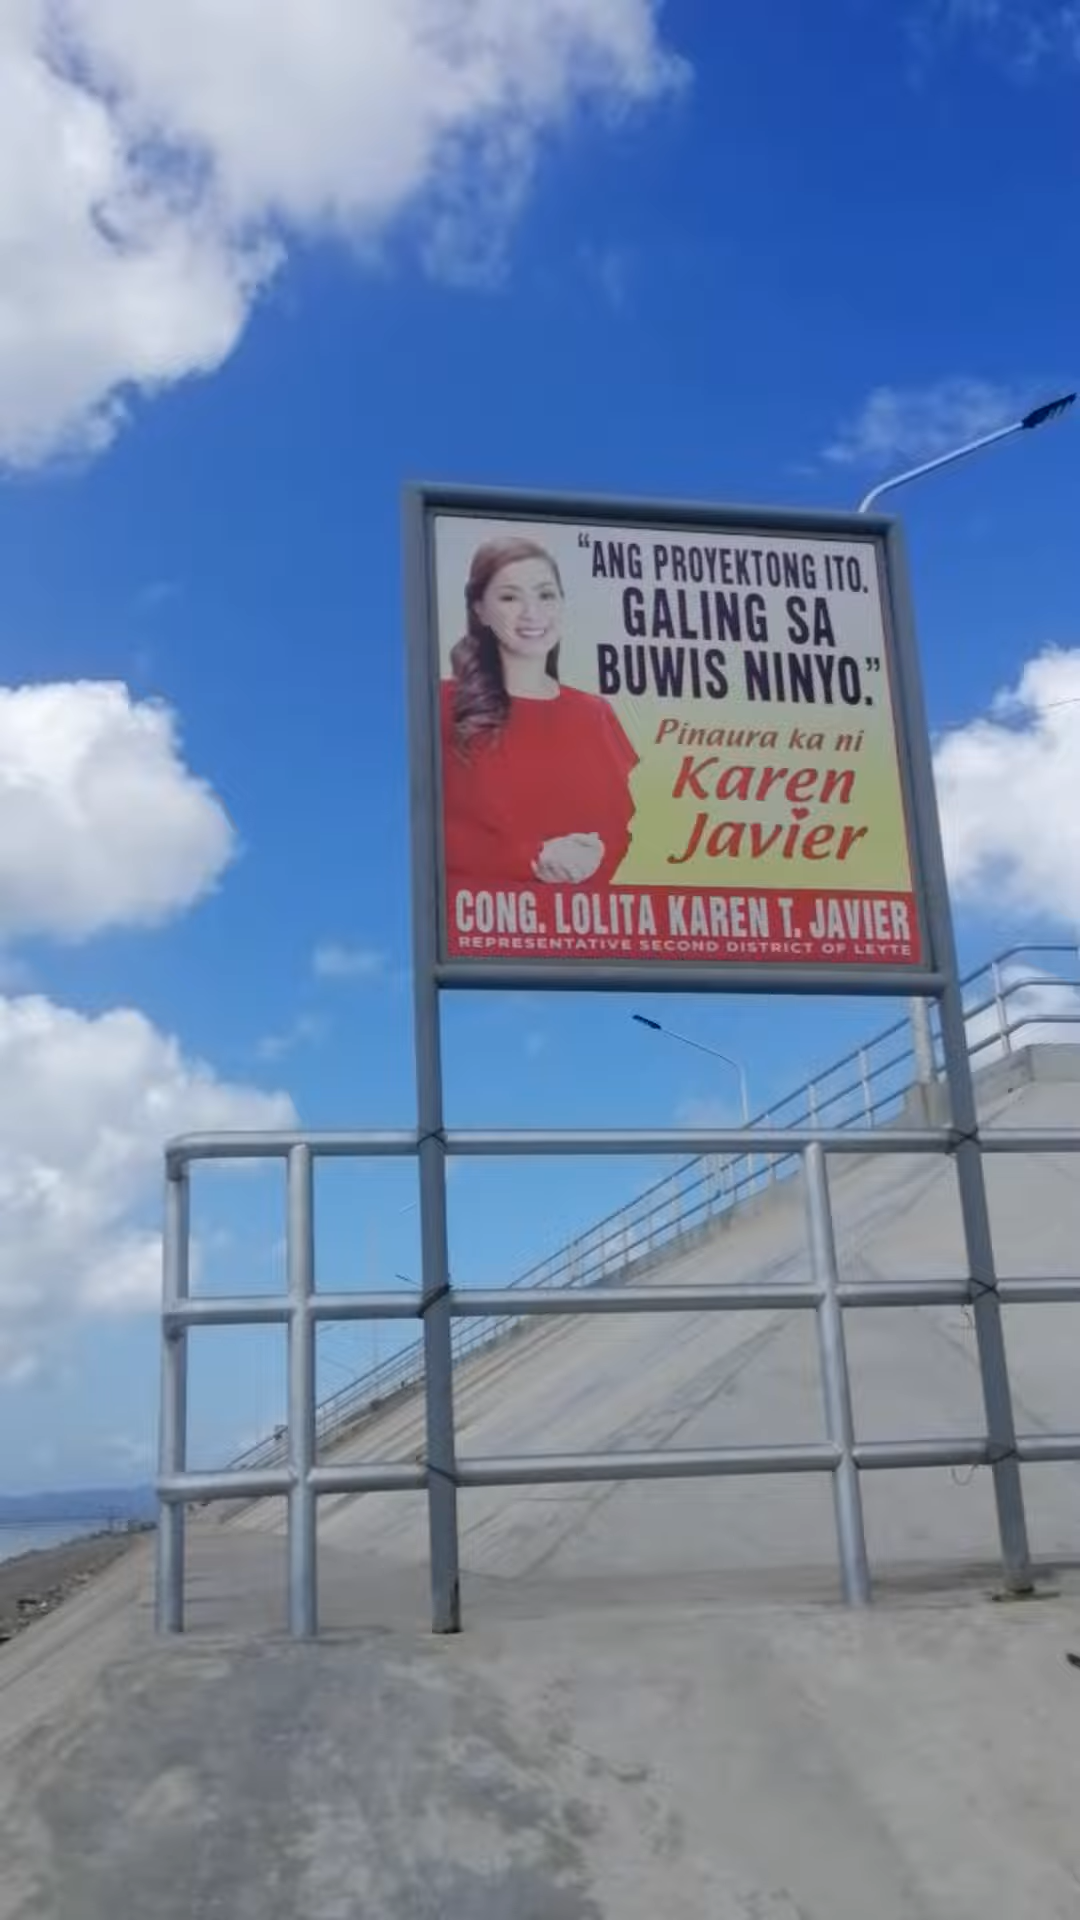 “ANG PROYEKTONG ITO.
GALING SA
BUWIS NINYO.”
Pinaura ka ni
Karen
Javier
CONG. LOLITA KAREN T. JAVIER
REPRESENTATIVE SECOND DISTRICT OF LEYTE